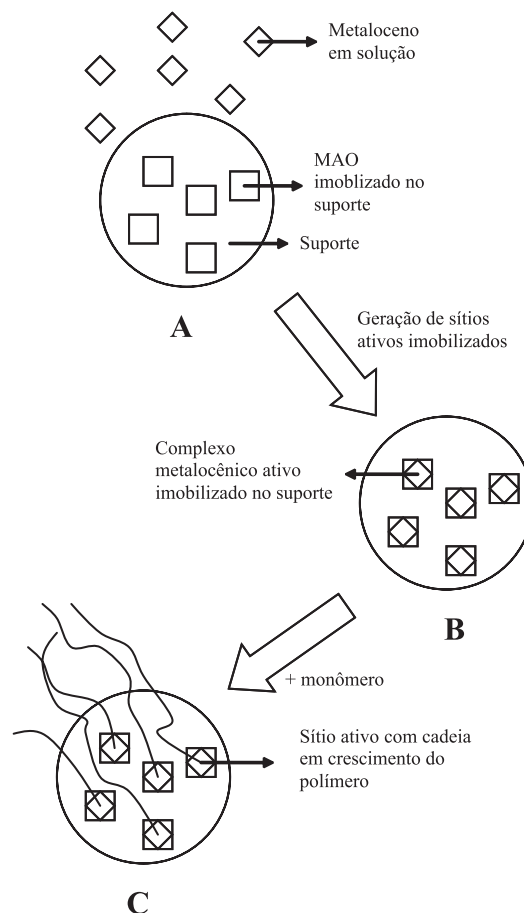 Metaloceno
em solução
MAO
imoblizado no
suporte
Suporte
A
Geração de sítios
ativos imobilizados
Complexo
metalocênico ativo
imobilizado no suporte
B
+ monômero
Sítio ativo com cadeia
em crescimento do
polímero
C